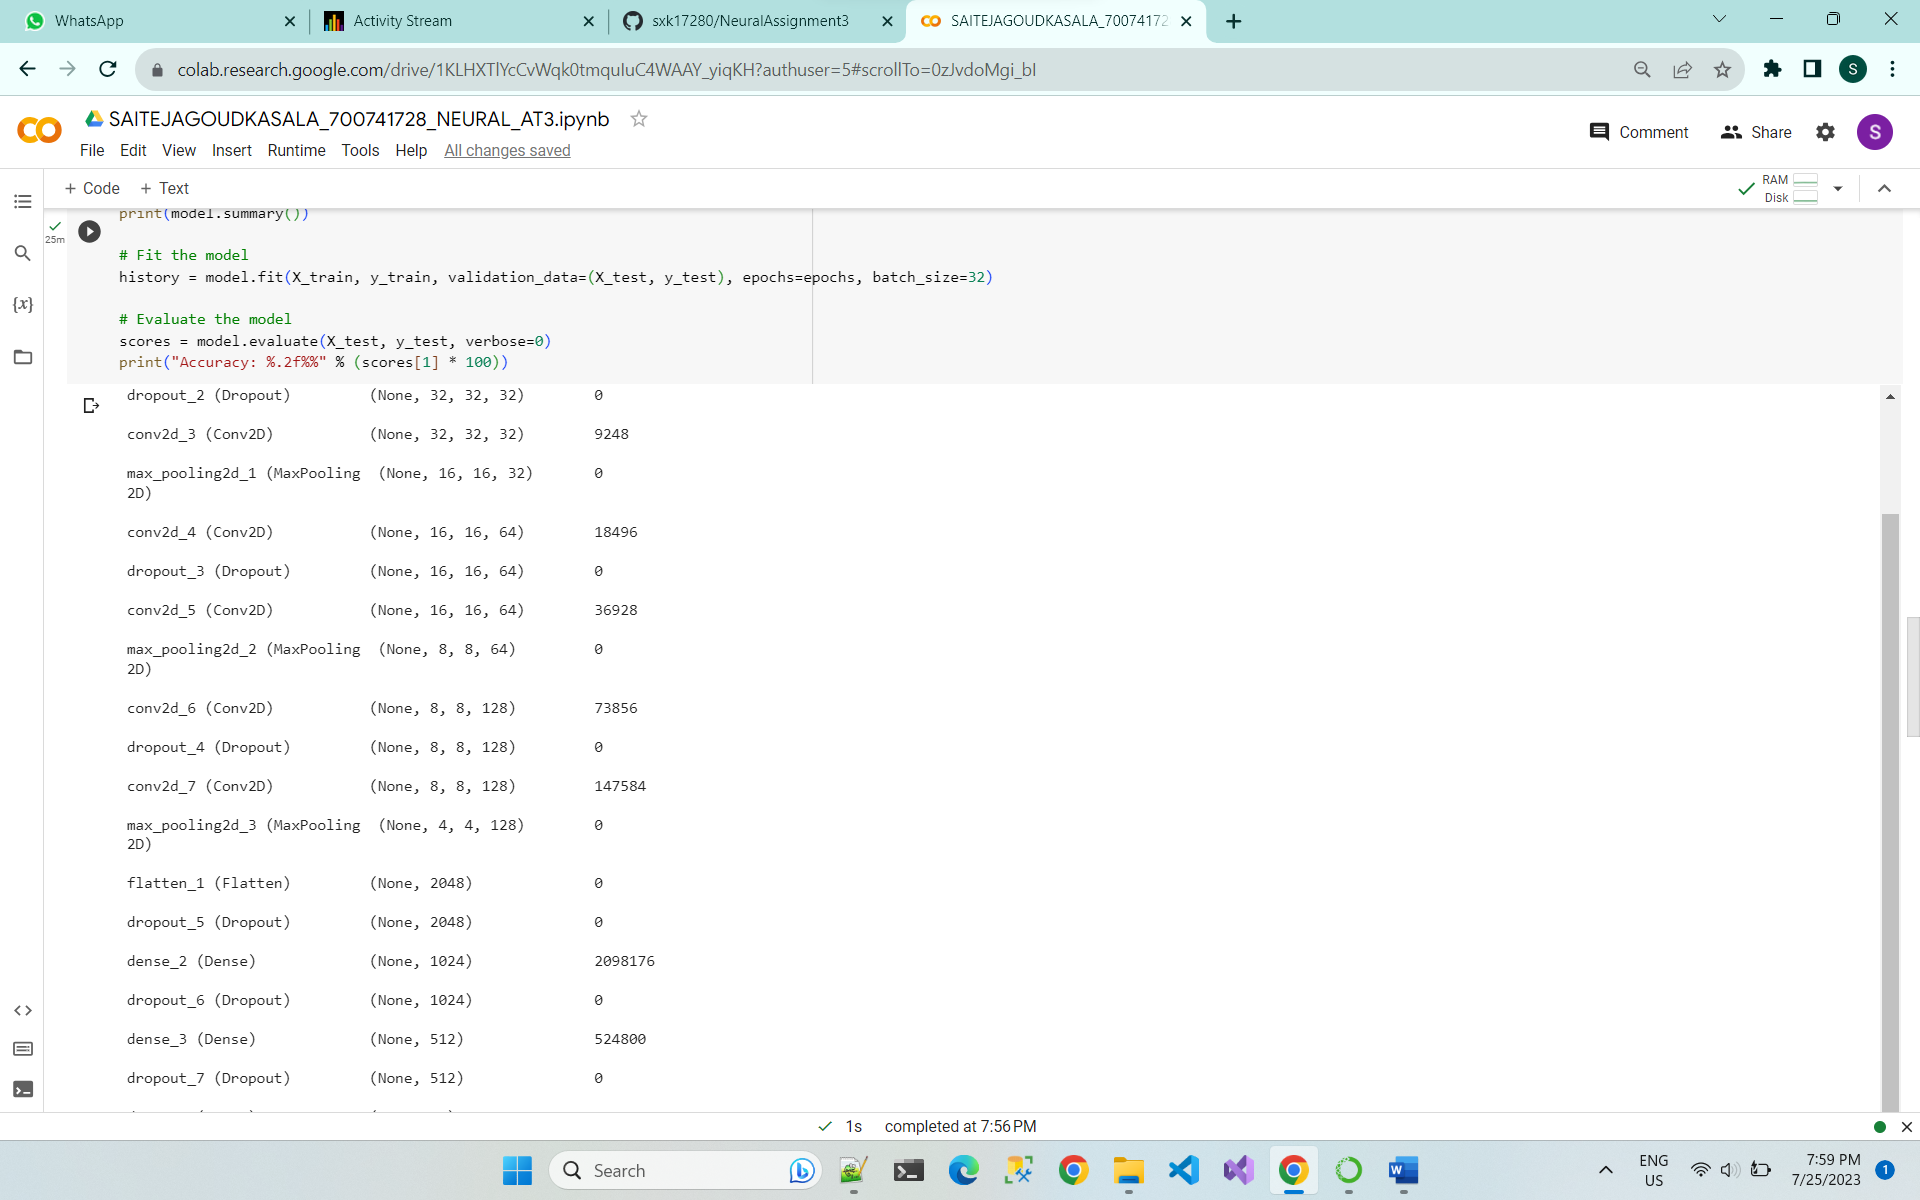 WhatsApp
Activity Stream
sxk17280/NeuralAssignment3
SAITEJAGOUDKASALA_70074172
colab.research.google.com/drive/1KLHXTlYcCvWqk0tmquIuC4WAAY_yiqKH?authuser=5#scrollTo=0zJvdoMgi_bI
S
SAITEJAGOUDKASALA_700741728_NEURAL_AT3.ipynb
File Edit View Insert Runtime Tools Help All changes saved
Comment Share S
+ Code + Text
RAM
Disk
25m
print(model.summary())
# Fit the model
history = model.fit(X_train, y_train, validation_data=(X_test, y_test), epochs=epochs, batch_size=32)
# Evaluate the model
scores = model.evaluate(X_test, y_test, verbose=0)
print("Accuracy: %.2f%%" % (scores[1] * 100))
{x}
dropout_2 (Dropout) (None, 32, 32, 32) 0
conv2d_3 (Conv2D) (None, 32, 32, 32) 9248
max_pooling2d_1 (MaxPooling (None, 16, 16, 32) 0
2D)
conv2d_4 (Conv2D) (None, 16, 16, 64) 18496
dropout_3 (Dropout) (None, 16, 16, 64) 0
conv2d_5 (Conv2D) (None, 16, 16, 64) 36928
max_pooling2d_2 (MaxPooling (None, 8, 8, 64) 0
2D)
conv2d_6 (Conv2D) (None, 8, 8, 128) 73856
dropout_4 (Dropout) (None, 8, 8, 128) 0
conv2d_7 (Conv2D) (None, 8, 8, 128) 147584
max_pooling2d_3 (MaxPooling (None, 4, 4, 128) 0
2D)
flatten_1 (Flatten) (None, 2048) 0
dropout_5 (Dropout) (None, 2048) 0
dense_2 (Dense) (None, 1024) 2098176
dropout_6 (Dropout) (None, 1024) 0
dense_3 (Dense) (None, 512) 524800
dropout_7 (Dropout) (None, 512) 0
1s completed at 7:56 PM
Search
ENG
US
7:59 PM
7/25/2023
1